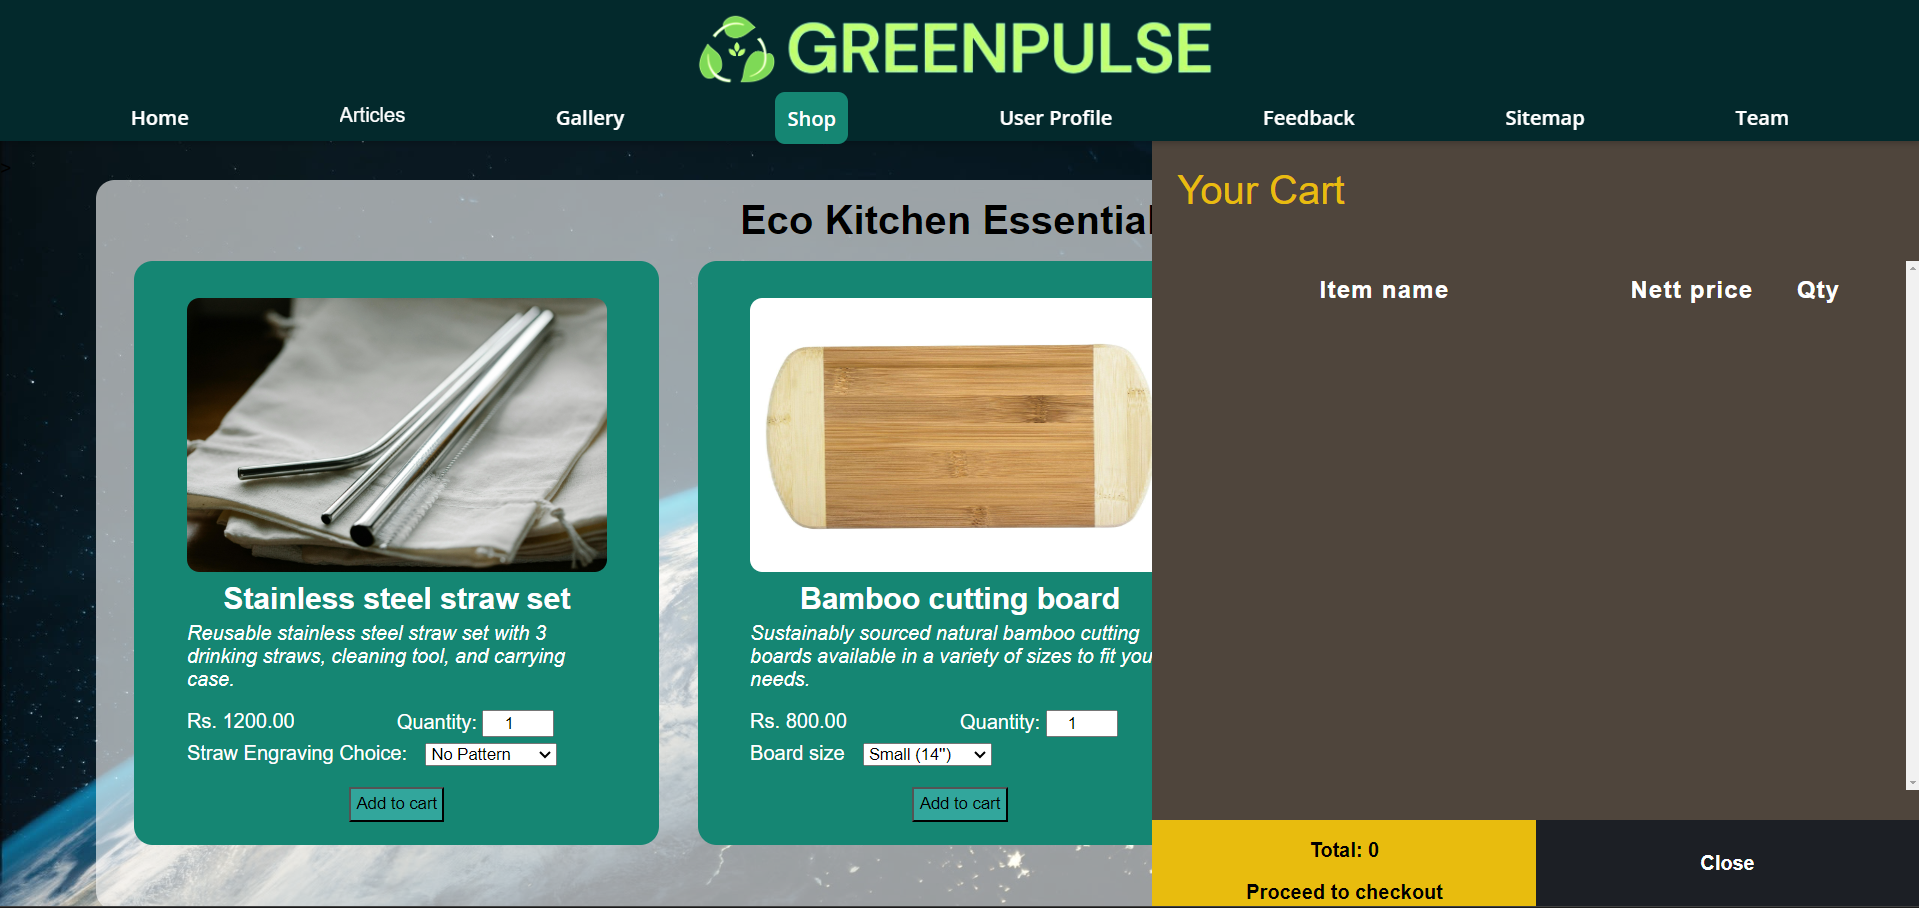 GREENPULSE
Home
Articles
Gallery
Shop
User Profile
Feedback
Sitemap
Team
>
Eco Kitchen Essential
Stainless steel straw set
Reusable stainless steel straw set with 3
drinking straws, cleaning tool, and carrying
case.
Rs. 1200.00
Quantity: 1
Straw Engraving Choice: No Pattern
Add to cart
Bamboo cutting board
Sustainably sourced natural bamboo cutting
boards available in a variety of sizes to fit you
needs.
Rs. 800.00
Quantity: 1
Board size Small (14")
Add to cart
Your Cart
Item name
Nett price
Qty
Total: 0
Proceed to checkout
Close